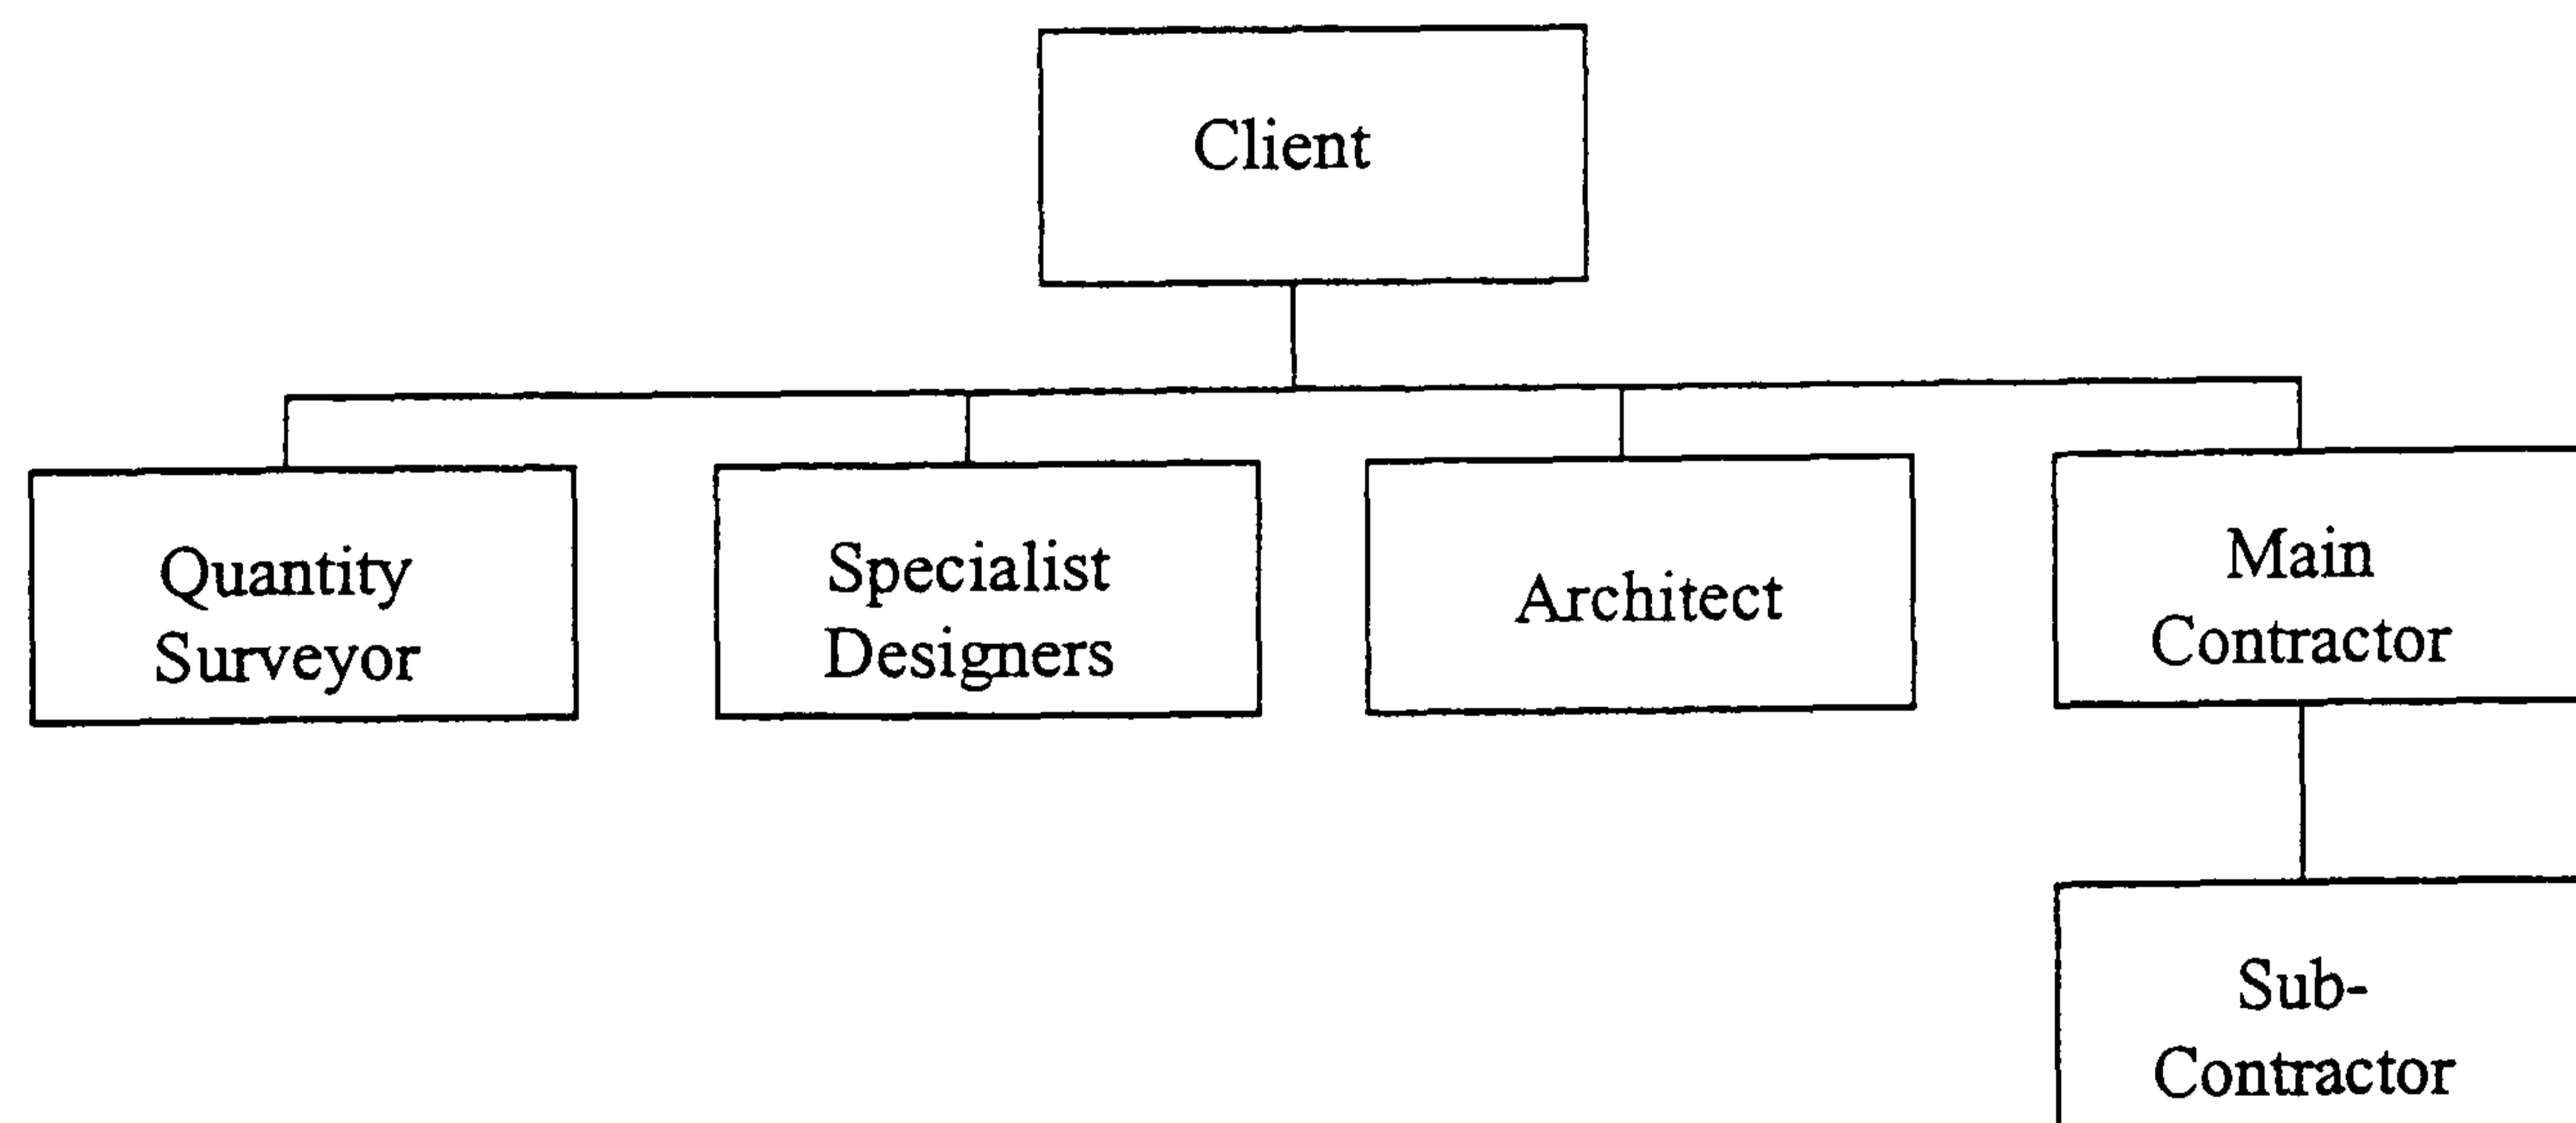 Client
Quantity
Surveyor
Specialist
Designers
Architect
Main
Contractor
Sub-
Contractor